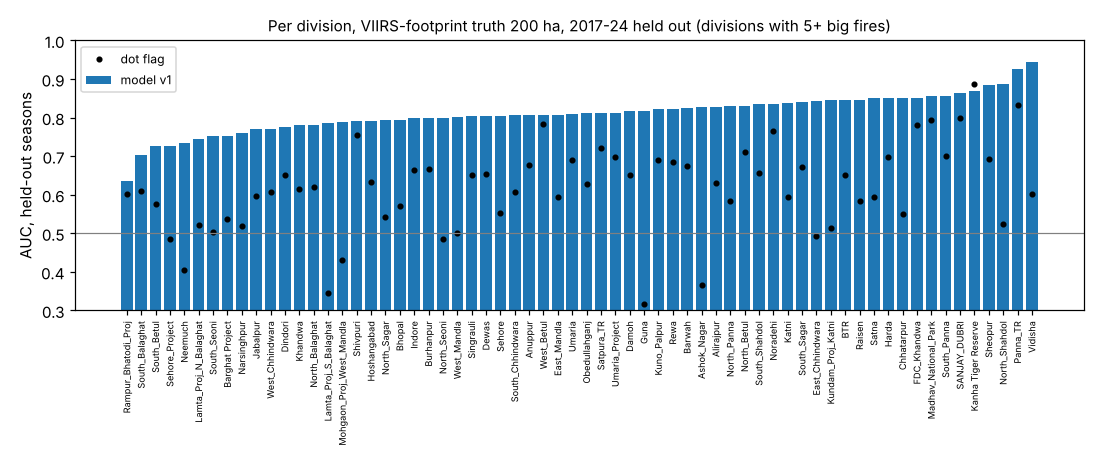 Per division, VIIRS-footprint truth 200 ha, 2017-24 held out (divisions with 5+ big fires)
dot flag
model v1
AUC, held-out seasons
1.0
0.9
0.8
0.7
0.6
0.5
0.4
0.3
Rampur_Bhatodi_Proj
South_Balaghat
South_Betul
Sehore_Project
Neemuch
Lamta_Proj_N_Balaghat
South_Seoni
Barghat Project
Narsinghpur
Jabalpur
West_Chhindwara
Dindori
Khandwa
North_Balaghat
Lamta_Proj_S_Balaghat
Mohgaon_Proj_West_Mandla
Shivpuri
Hoshangabad
North_Sagar
Bhopal
Indore
Burhanpur
North_Seoni
West_Mandla
Singrauli
Dewas
Sehore
South_Chhindwara
Anuppur
West_Betul
East_Mandla
Umaria
Obedullahganj
Satpura_TR
Umaria_Project
Damoh
Guna
Kuno_Palpur
Rewa
Barwah
Ashok_Nagar
Alirajpur
North_Panna
North_Betul
South_Shahdol
Noradehi
Katni
South_Sagar
East_Chhindwara
Kundam_Proj_Katni
BTR
Raisen
Satna
Harda
Chhatarpur
FDC_Khandwa
Madhav_National_Park
South_Panna
SANJAY_DUBRI
Kanha Tiger Reserve
Sheopur
North_Shahdol
Panna_TR
Vidisha